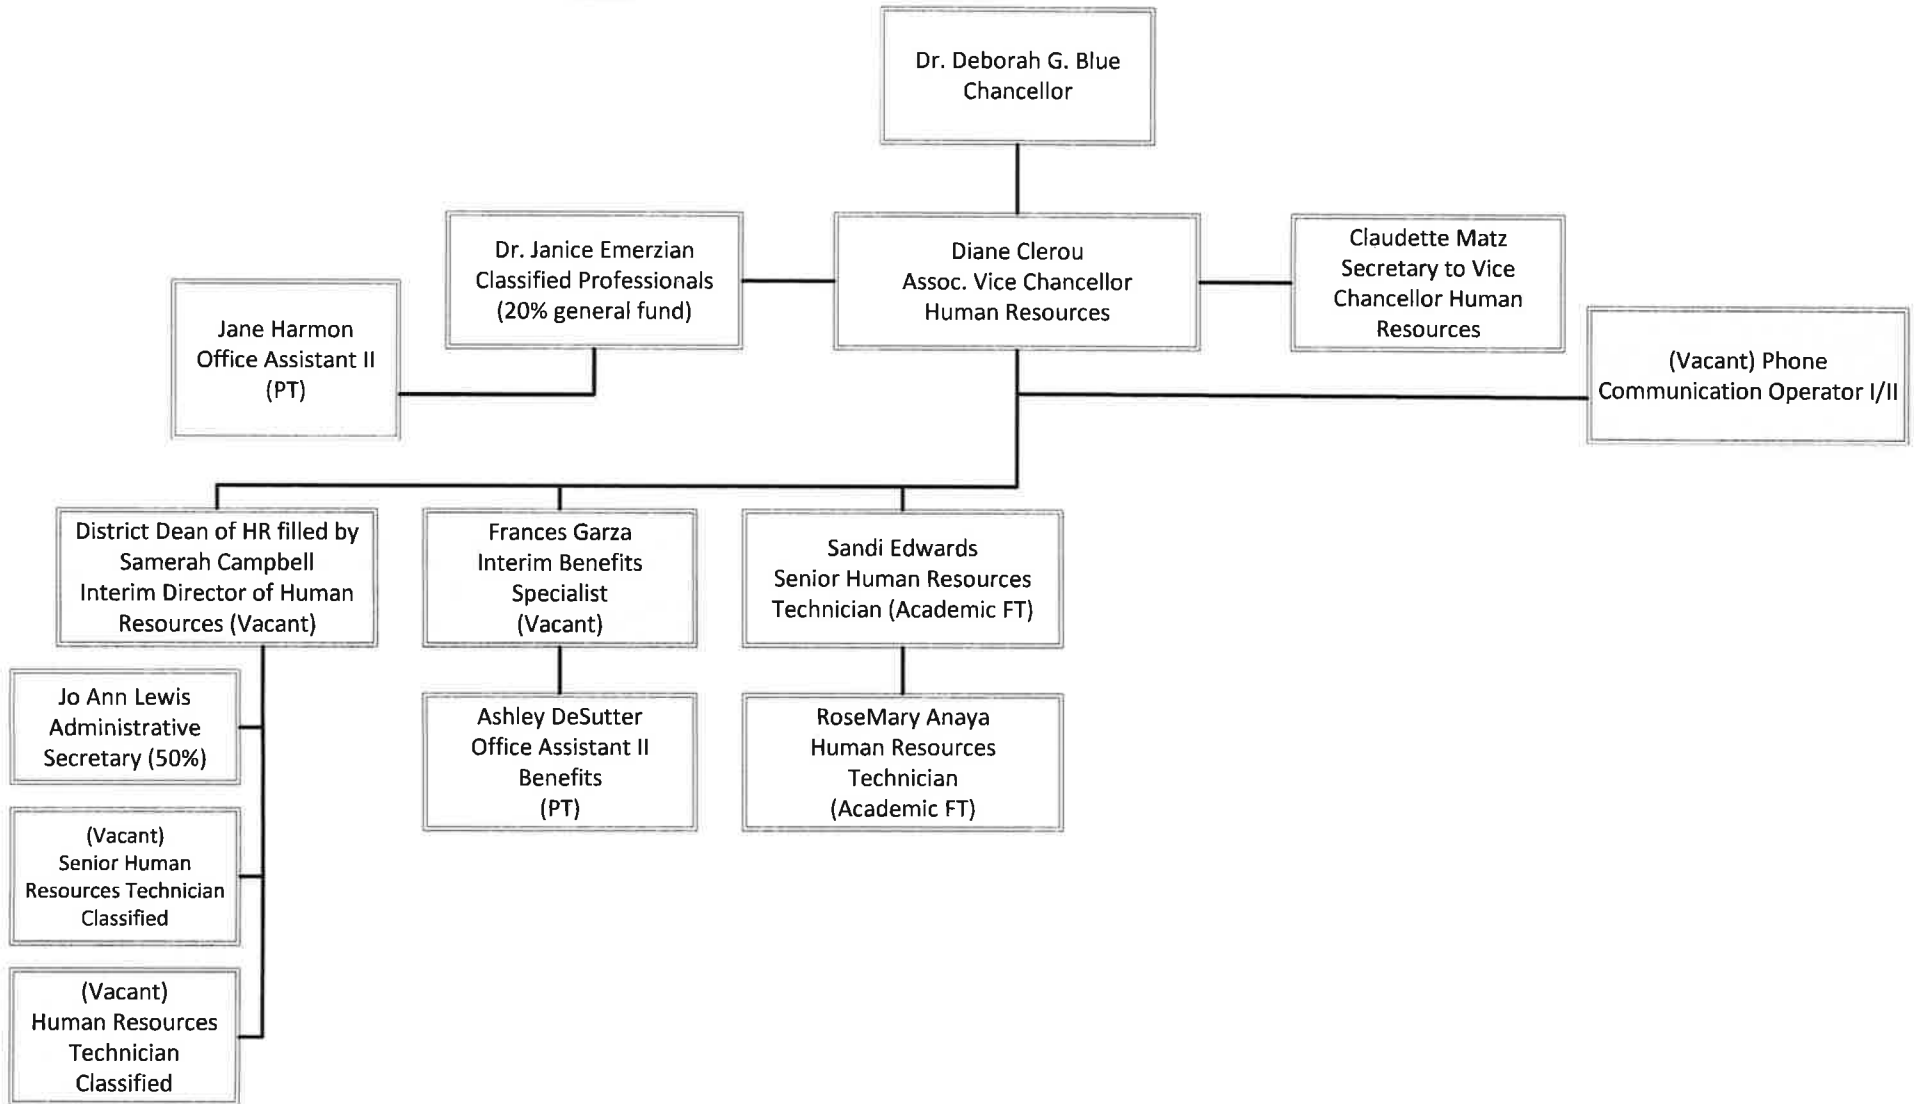 Dr. Deborah G. Blue
Chancellor
Dr. Janice Emerzian
Classified Professionals
(20% general fund)
Diane Clerou
Assoc. Vice Chancellor
Human Resources
Claudette Matz
Secretary to Vice
Chancellor Human
Resources
Jane Harmon
Office Assistant II
(PT)
(Vacant) Phone
Communication Operator I/II
District Dean of HR filled by
Samerah Campbell
Interim Director of Human
Resources (Vacant)
Frances Garza
Interim Benefits
Specialist
(Vacant)
Sandi Edwards
Senior Human Resources
Technician (Academic FT)
Jo Ann Lewis
Administrative
Secretary (50%)
Ashley DeSutter
Office Assistant II
Benefits
(PT)
RoseMary Anaya
Human Resources
Technician
(Academic FT)
(Vacant)
Senior Human
Resources Technician
Classified
(Vacant)
Human Resources
Technician
Classified